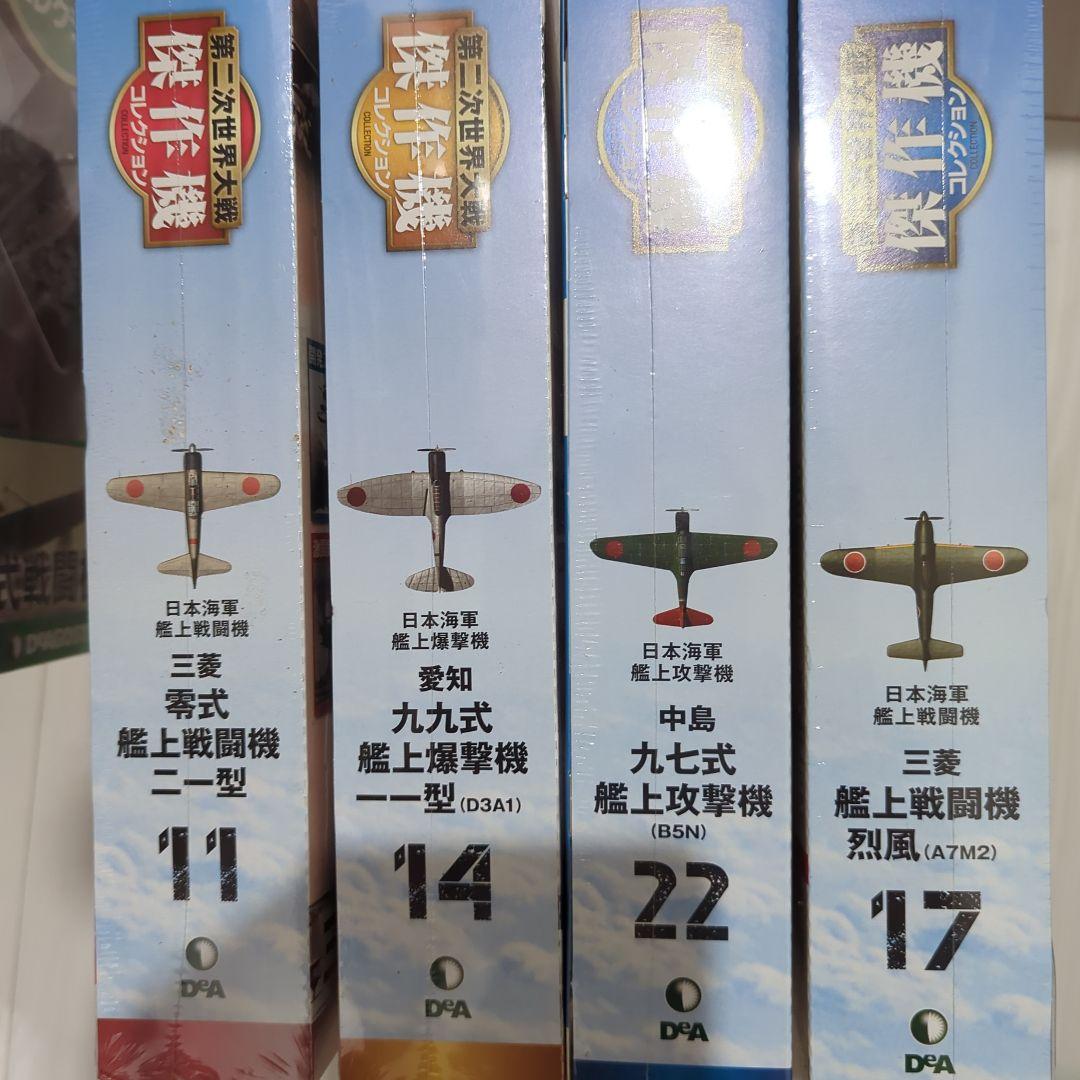 第二次世界大戦
傑作機
コレクション
COLLECTION
日本海軍
艦上戦闘機
三菱
零式
艦上戦闘機
二一型
11
DeA
第二次世界大戦
傑作機
コレクション
COLLECTION
日本海軍
艦上爆撃機
愛知
九九式
艦上爆撃機
一一型(D3A1)
14
DeA
日本海軍
艦上攻撃機
中島
九七式
艦上攻撃機
(B5N)
22
DeA
傑作機
コレクション
COLLECTION
日本海軍
艦上戦闘機
三菱
艦上戦闘機
烈風(A7M2)
17
DeA